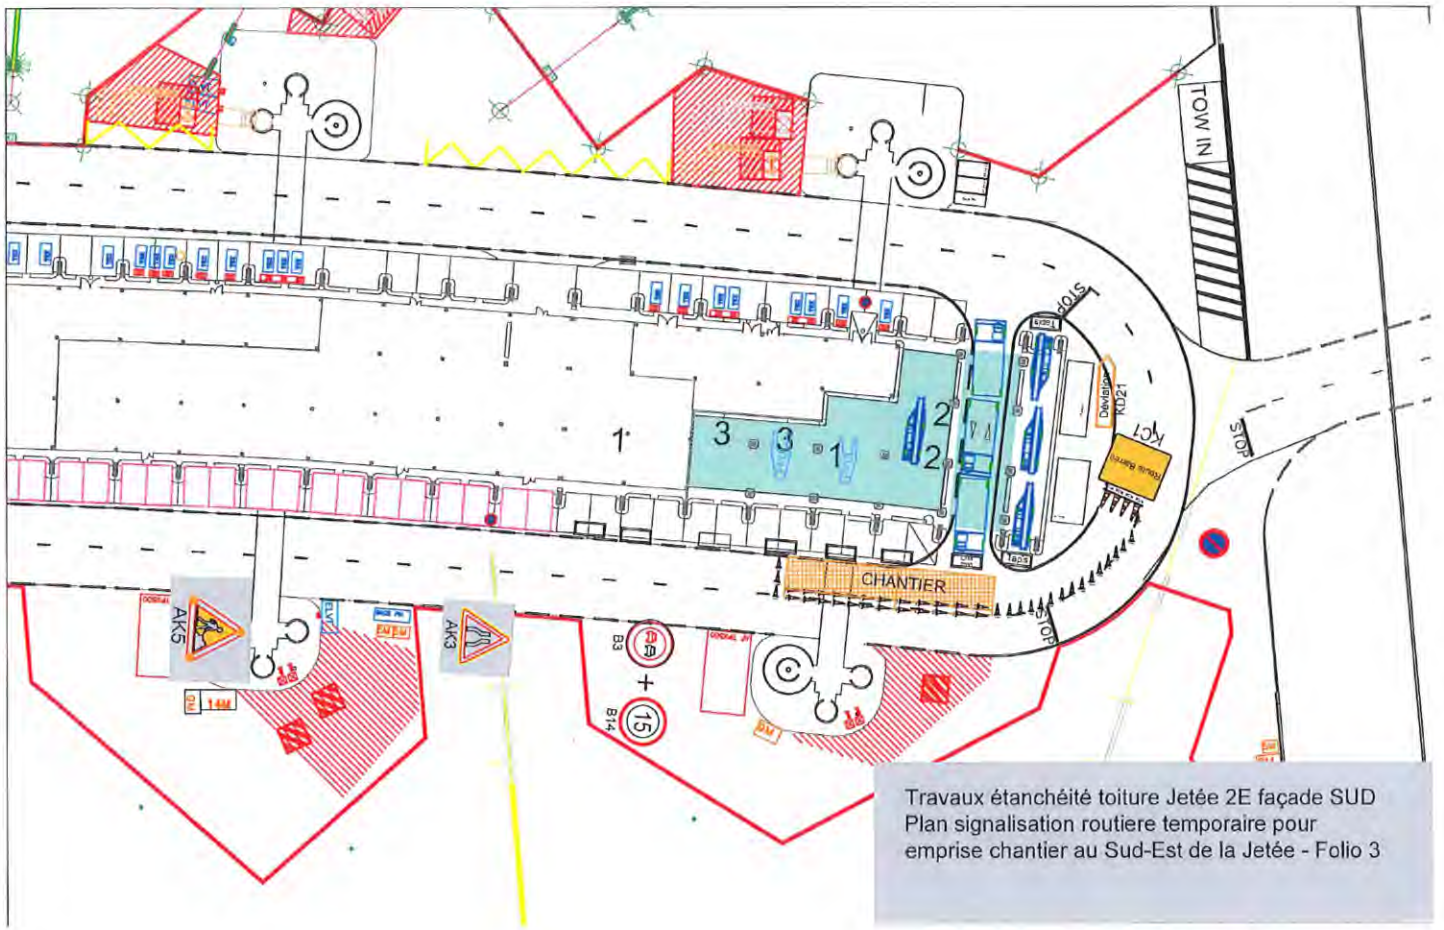 TOW IN
STOP
Tapis
Déviation
KD21
KC1
Route Barrée
STOP
2
3
3
1
1
2
CHANTIER
Tapis
STOP
AK5
AK3
B3
+
15
B14
14M
Travaux étanchéité toiture Jetée 2E façade SUD
Plan signalisation routiere temporaire pour
emprise chantier au Sud-Est de la Jetée - Folio 3